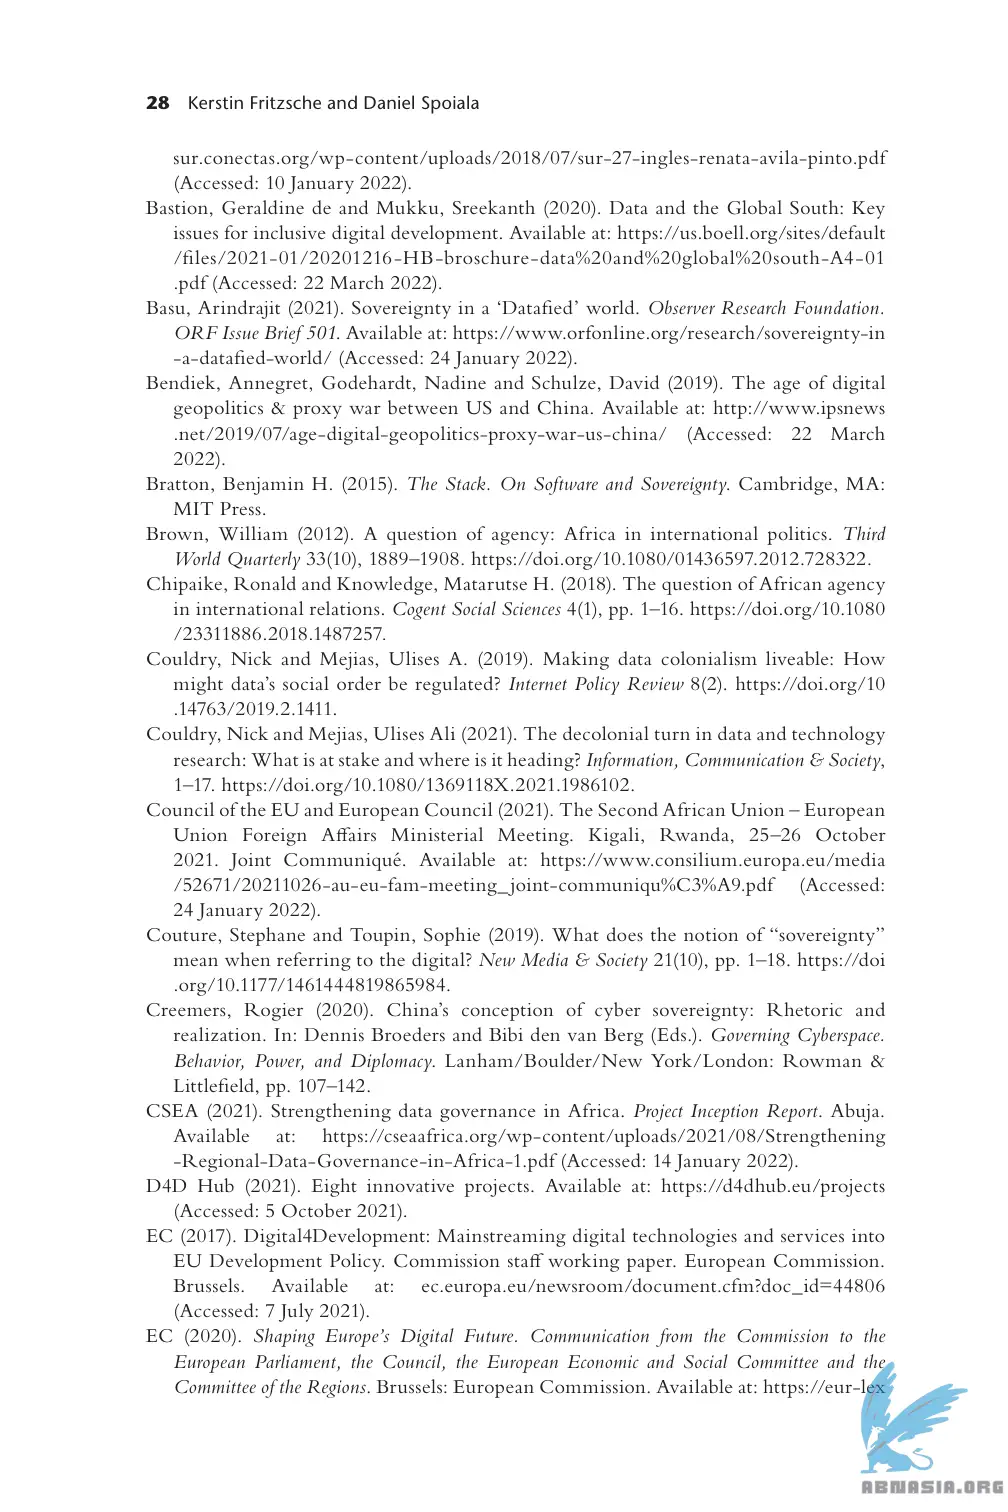 28 Kerstin Fritzsche and Daniel Spoiala
sur.conectas.org/wp-content/uploads/2018/07/sur-27-ingles-renata-avila-pinto.pdf
(Accessed: 10 January 2022).
Bastion, Geraldine de and Mukku, Sreekanth (2020). Data and the Global South: Key
issues for inclusive digital development. Available at: https://us.boell.org/sites/default
/files/2021-01/20201216-HB-broschure-data%20and%20global%20south-A4-01
.pdf (Accessed: 22 March 2022).
Basu, Arindrajit (2021). Sovereignty in a ‘Datafied’ world. Observer Research Foundation.
ORF Issue Brief 501. Available at: https://www.orfonline.org/research/sovereignty-in
-a-datafied-world/ (Accessed: 24 January 2022).
Bendiek, Annegret, Godehardt, Nadine and Schulze, David (2019). The age of digital
geopolitics & proxy war between US and China. Available at: http://www.ipsnews
.net/2019/07/age-digital-geopolitics-proxy-war-us-china/ (Accessed: 22 March
2022).
Bratton, Benjamin H. (2015). The Stack. On Software and Sovereignty. Cambridge, MA:
MIT Press.
Brown, William (2012). A question of agency: Africa in international politics. Third
World Quarterly 33(10), 1889–1908. https://doi.org/10.1080/01436597.2012.728322.
Chipaike, Ronald and Knowledge, Matarutse H. (2018). The question of African agency
in international relations. Cogent Social Sciences 4(1), pp. 1–16. https://doi.org/10.1080
/23311886.2018.1487257.
Couldry, Nick and Mejias, Ulises A. (2019). Making data colonialism liveable: How
might data’s social order be regulated? Internet Policy Review 8(2). https://doi.org/10
.14763/2019.2.1411.
Couldry, Nick and Mejias, Ulises Ali (2021). The decolonial turn in data and technology
research: What is at stake and where is it heading? Information, Communication & Society,
1–17. https://doi.org/10.1080/1369118X.2021.1986102.
Council of the EU and European Council (2021). The Second African Union – European
Union Foreign Affairs Ministerial Meeting. Kigali, Rwanda, 25–26 October
2021. Joint Communiqué. Available at: https://www.consilium.europa.eu/media
/52671/20211026-au-eu-fam-meeting_joint-communiqu%C3%A9.pdf (Accessed:
24 January 2022).
Couture, Stephane and Toupin, Sophie (2019). What does the notion of “sovereignty”
mean when referring to the digital? New Media & Society 21(10), pp. 1–18. https://doi
.org/10.1177/1461444819865984.
Creemers, Rogier (2020). China’s conception of cyber sovereignty: Rhetoric and
realization. In: Dennis Broeders and Bibi den van Berg (Eds.). Governing Cyberspace.
Behavior, Power, and Diplomacy. Lanham/Boulder/New York/London: Rowman &
Littlefield, pp. 107–142.
CSEA (2021). Strengthening data governance in Africa. Project Inception Report. Abuja.
Available at: https://cseaafrica.org/wp-content/uploads/2021/08/Strengthening
-Regional-Data-Governance-in-Africa-1.pdf (Accessed: 14 January 2022).
D4D Hub (2021). Eight innovative projects. Available at: https://d4dhub.eu/projects
(Accessed: 5 October 2021).
EC (2017). Digital4Development: Mainstreaming digital technologies and services into
EU Development Policy. Commission staff working paper. European Commission.
Brussels. Available at: ec.europa.eu/newsroom/document.cfm?doc_id=44806
(Accessed: 7 July 2021).
EC (2020). Shaping Europe’s Digital Future. Communication from the Commission to the
European Parliament, the Council, the European Economic and Social Committee and the
Committee of the Regions. Brussels: European Commission. Available at: https://eur-lex
ABNASIA.ORG